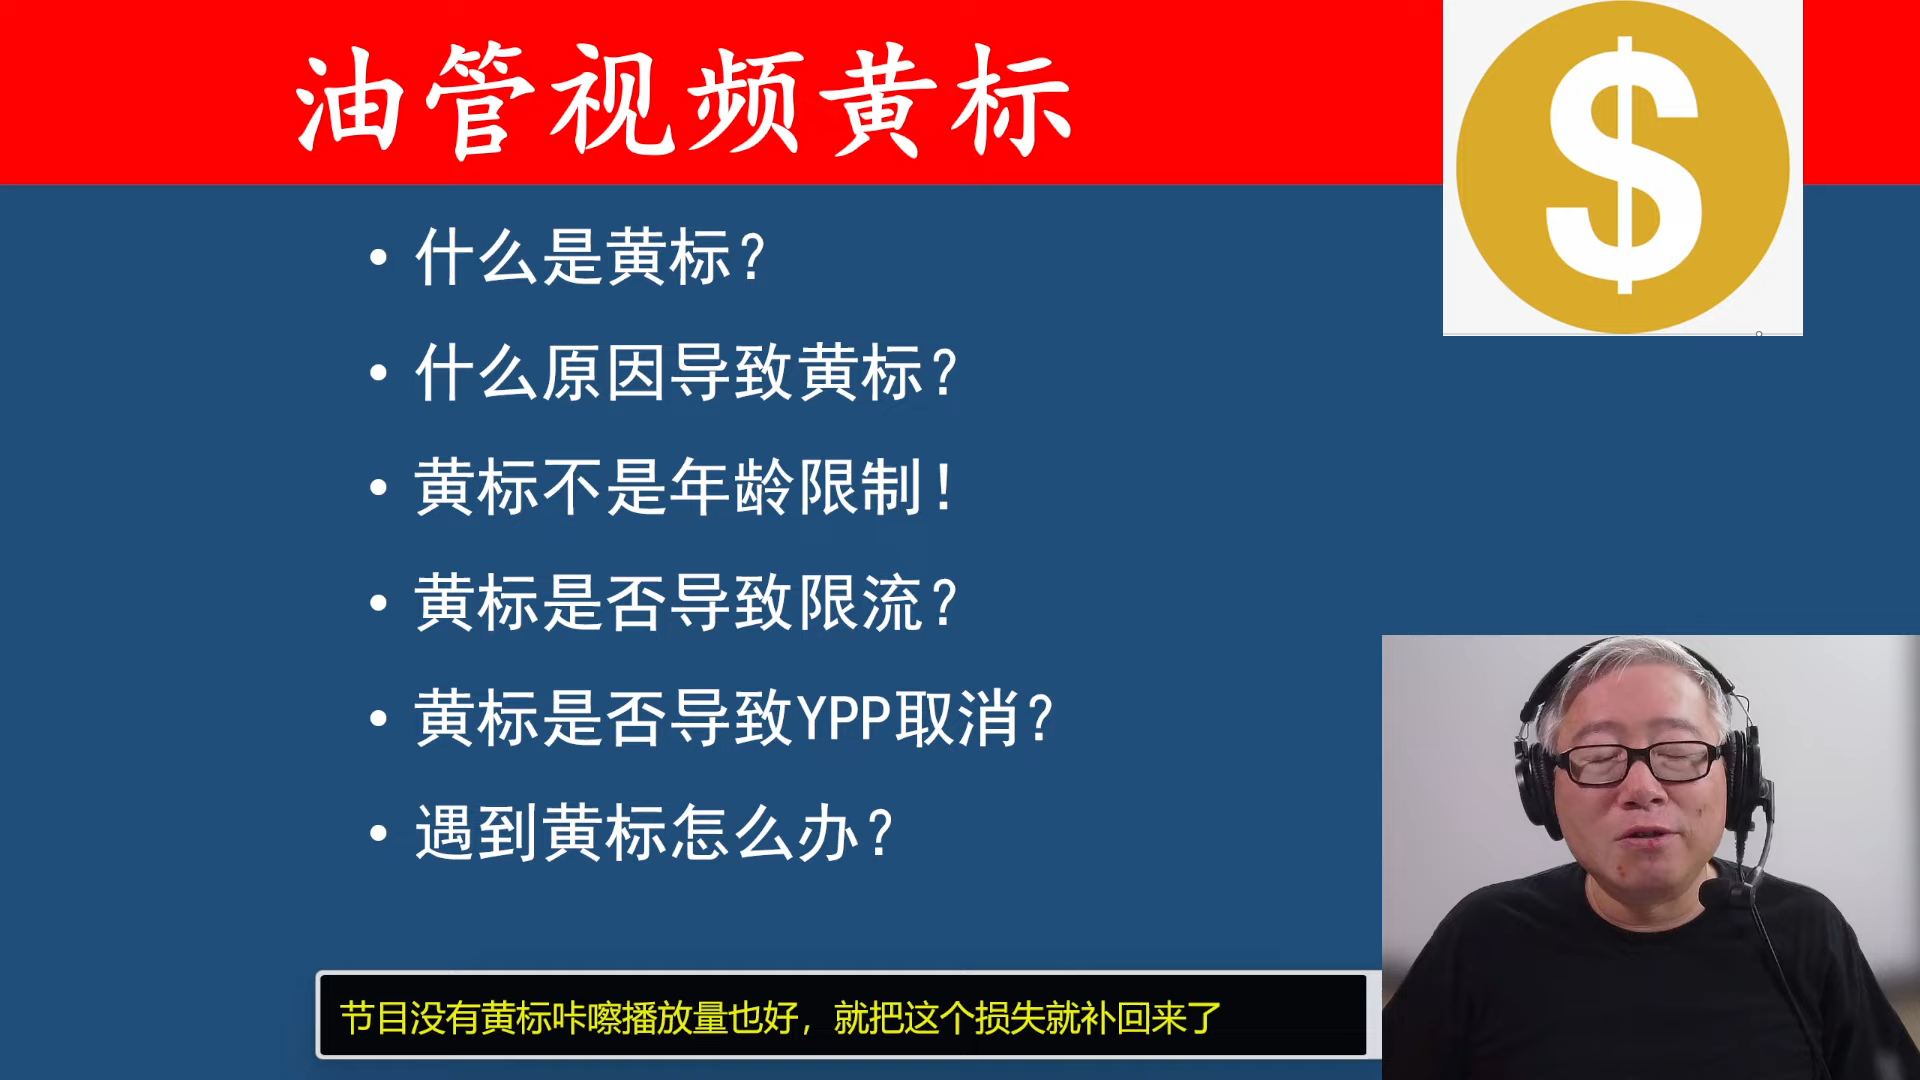 油管视频黄标
$
• 什么是黄标？
• 什么原因导致黄标？
• 黄标不是年龄限制！
• 黄标是否导致限流？
• 黄标是否导致YPP取消？
• 遇到黄标怎么办？
节目没有黄标咔嚓播放量也好，就把这个损失就补回来了